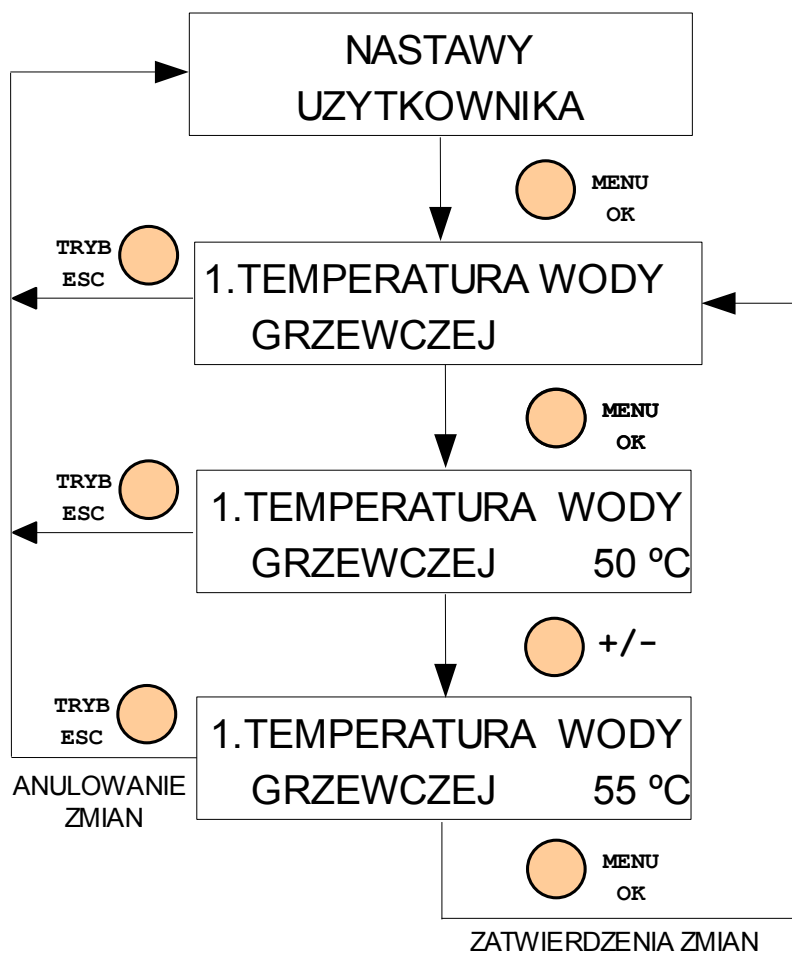 NASTAWY
UZYTKOWNIKA
MENU
OK
TRYB
ESC
1.TEMPERATURA WODY
GRZEWCZEJ
MENU
OK
TRYB
ESC
1.TEMPERATURA WODY
GRZEWCZEJ 50 ºC
+/-
TRYB
ESC
1.TEMPERATURA WODY
GRZEWCZEJ 55 ºC
ANULOWANIE
ZMIAN
MENU
OK
ZATWIERDZENIA ZMIAN